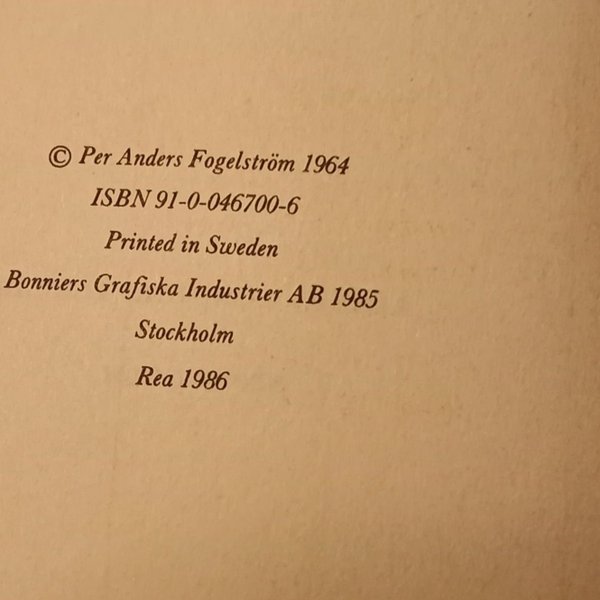 © Per Anders Fogelström 1964
ISBN 91-0-046700-6
Printed in Sweden
Bonniers Grafiska Industrier AB 1985
Stockholm
Rea 1986